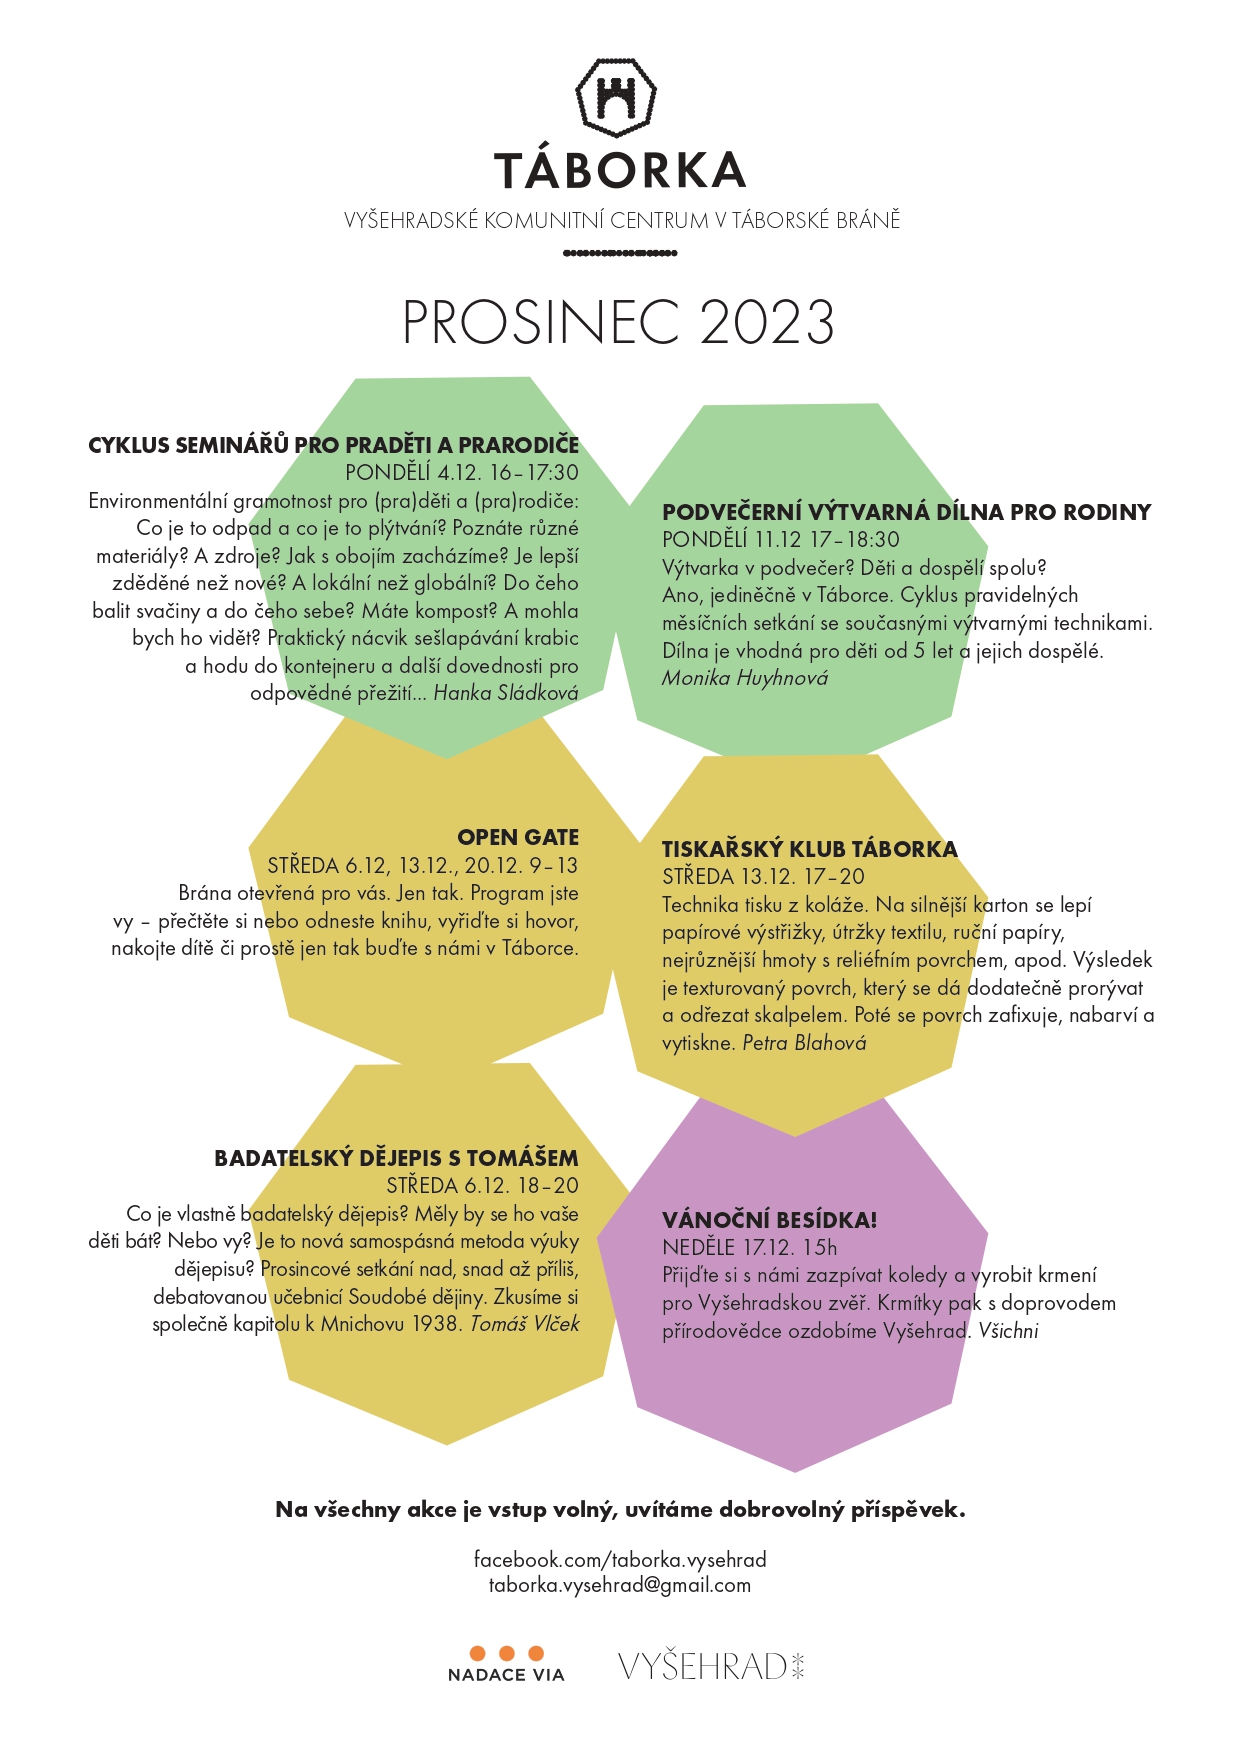 TÁBORKA
VYŠEHRADSKÉ KOMUNITNÍ CENTRUM V TÁBORSKÉ BRÁNĚ
PROSINEC 2023
CYKLUS SEMINÁŘŮ PRO PRADĚTI A PRARODIČE
PONDĚLÍ 4.12. 16–17:30
Environmentální gramotnost pro (pra)děti a (pra)rodiče:
Co je to odpad a co je to plýtvání? Poznáte různé
materiály? A zdroje? Jak s obojím zacházíme? Je lepší
zděděné než nové? A lokální než globální? Do čeho
balit svačiny a do čeho sebe? Máte kompost? A mohla
bych ho vidět? Praktický nácvik sešlapávání krabic
a hodu do kontejneru a další dovednosti pro
odpovědné přežití... Hanka Sládková
PODVEČERNÍ VÝTVARNÁ DÍLNA PRO RODINY
PONDĚLÍ 11.12 17–18:30
Výtvarka v podvečer? Děti a dospělí spolu?
Ano, jediněčně v Táborce. Cyklus pravidelných
měsíčních setkání se současnými výtvarnými technikami.
Dílna je vhodná pro děti od 5 let a jejich dospělé.
Monika Huyhnová
OPEN GATE
STŘEDA 6.12, 13.12., 20.12. 9–13
Brána otevřená pro vás. Jen tak. Program jste
vy – přečtěte si nebo odneste knihu, vyřiďte si hovor,
nakojte dítě či prostě jen tak buďte s námi v Táborce.
TISKAŘSKÝ KLUB TÁBORKA
STŘEDA 13.12. 17–20
Technika tisku z koláže. Na silnější karton se lepí
papírové výstřižky, útržky textilu, ruční papíry,
nejrůznější hmoty s reliéfním povrchem, apod. Výsledek
je texturovaný povrch, který se dá dodatečně prorývat
a odřezat skalpelem. Poté se povrch zafixuje, nabarví a
vytiskne. Petra Blahová
BADATELSKÝ DĚJEPIS S TOMÁŠEM
STŘEDA 6.12. 18–20
Co je vlastně badatelský dějepis? Měly by se ho vaše
děti bát? Nebo vy? Je to nová samospásná metoda výuky
dějepisu? Prosincové setkání nad, snad až příliš,
debatovanou učebnicí Soudobé dějiny. Zkusíme si
společně kapitolu k Mnichovu 1938. Tomáš Vlček
VÁNOČNÍ BESÍDKA!
NEDĚLE 17.12. 15h
Přijďte si s námi zazpívat koledy a vyrobit krmení
pro Vyšehradskou zvěř. Krmítky pak s doprovodem
přírodovědce ozdobíme Vyšehrad. Všichni
Na všechny akce je vstup volný, uvítáme dobrovolný příspěvek.
facebook.com/taborka.vysehrad
taborka.vysehrad@gmail.com
NADACE VIA
VYŠEHRAD